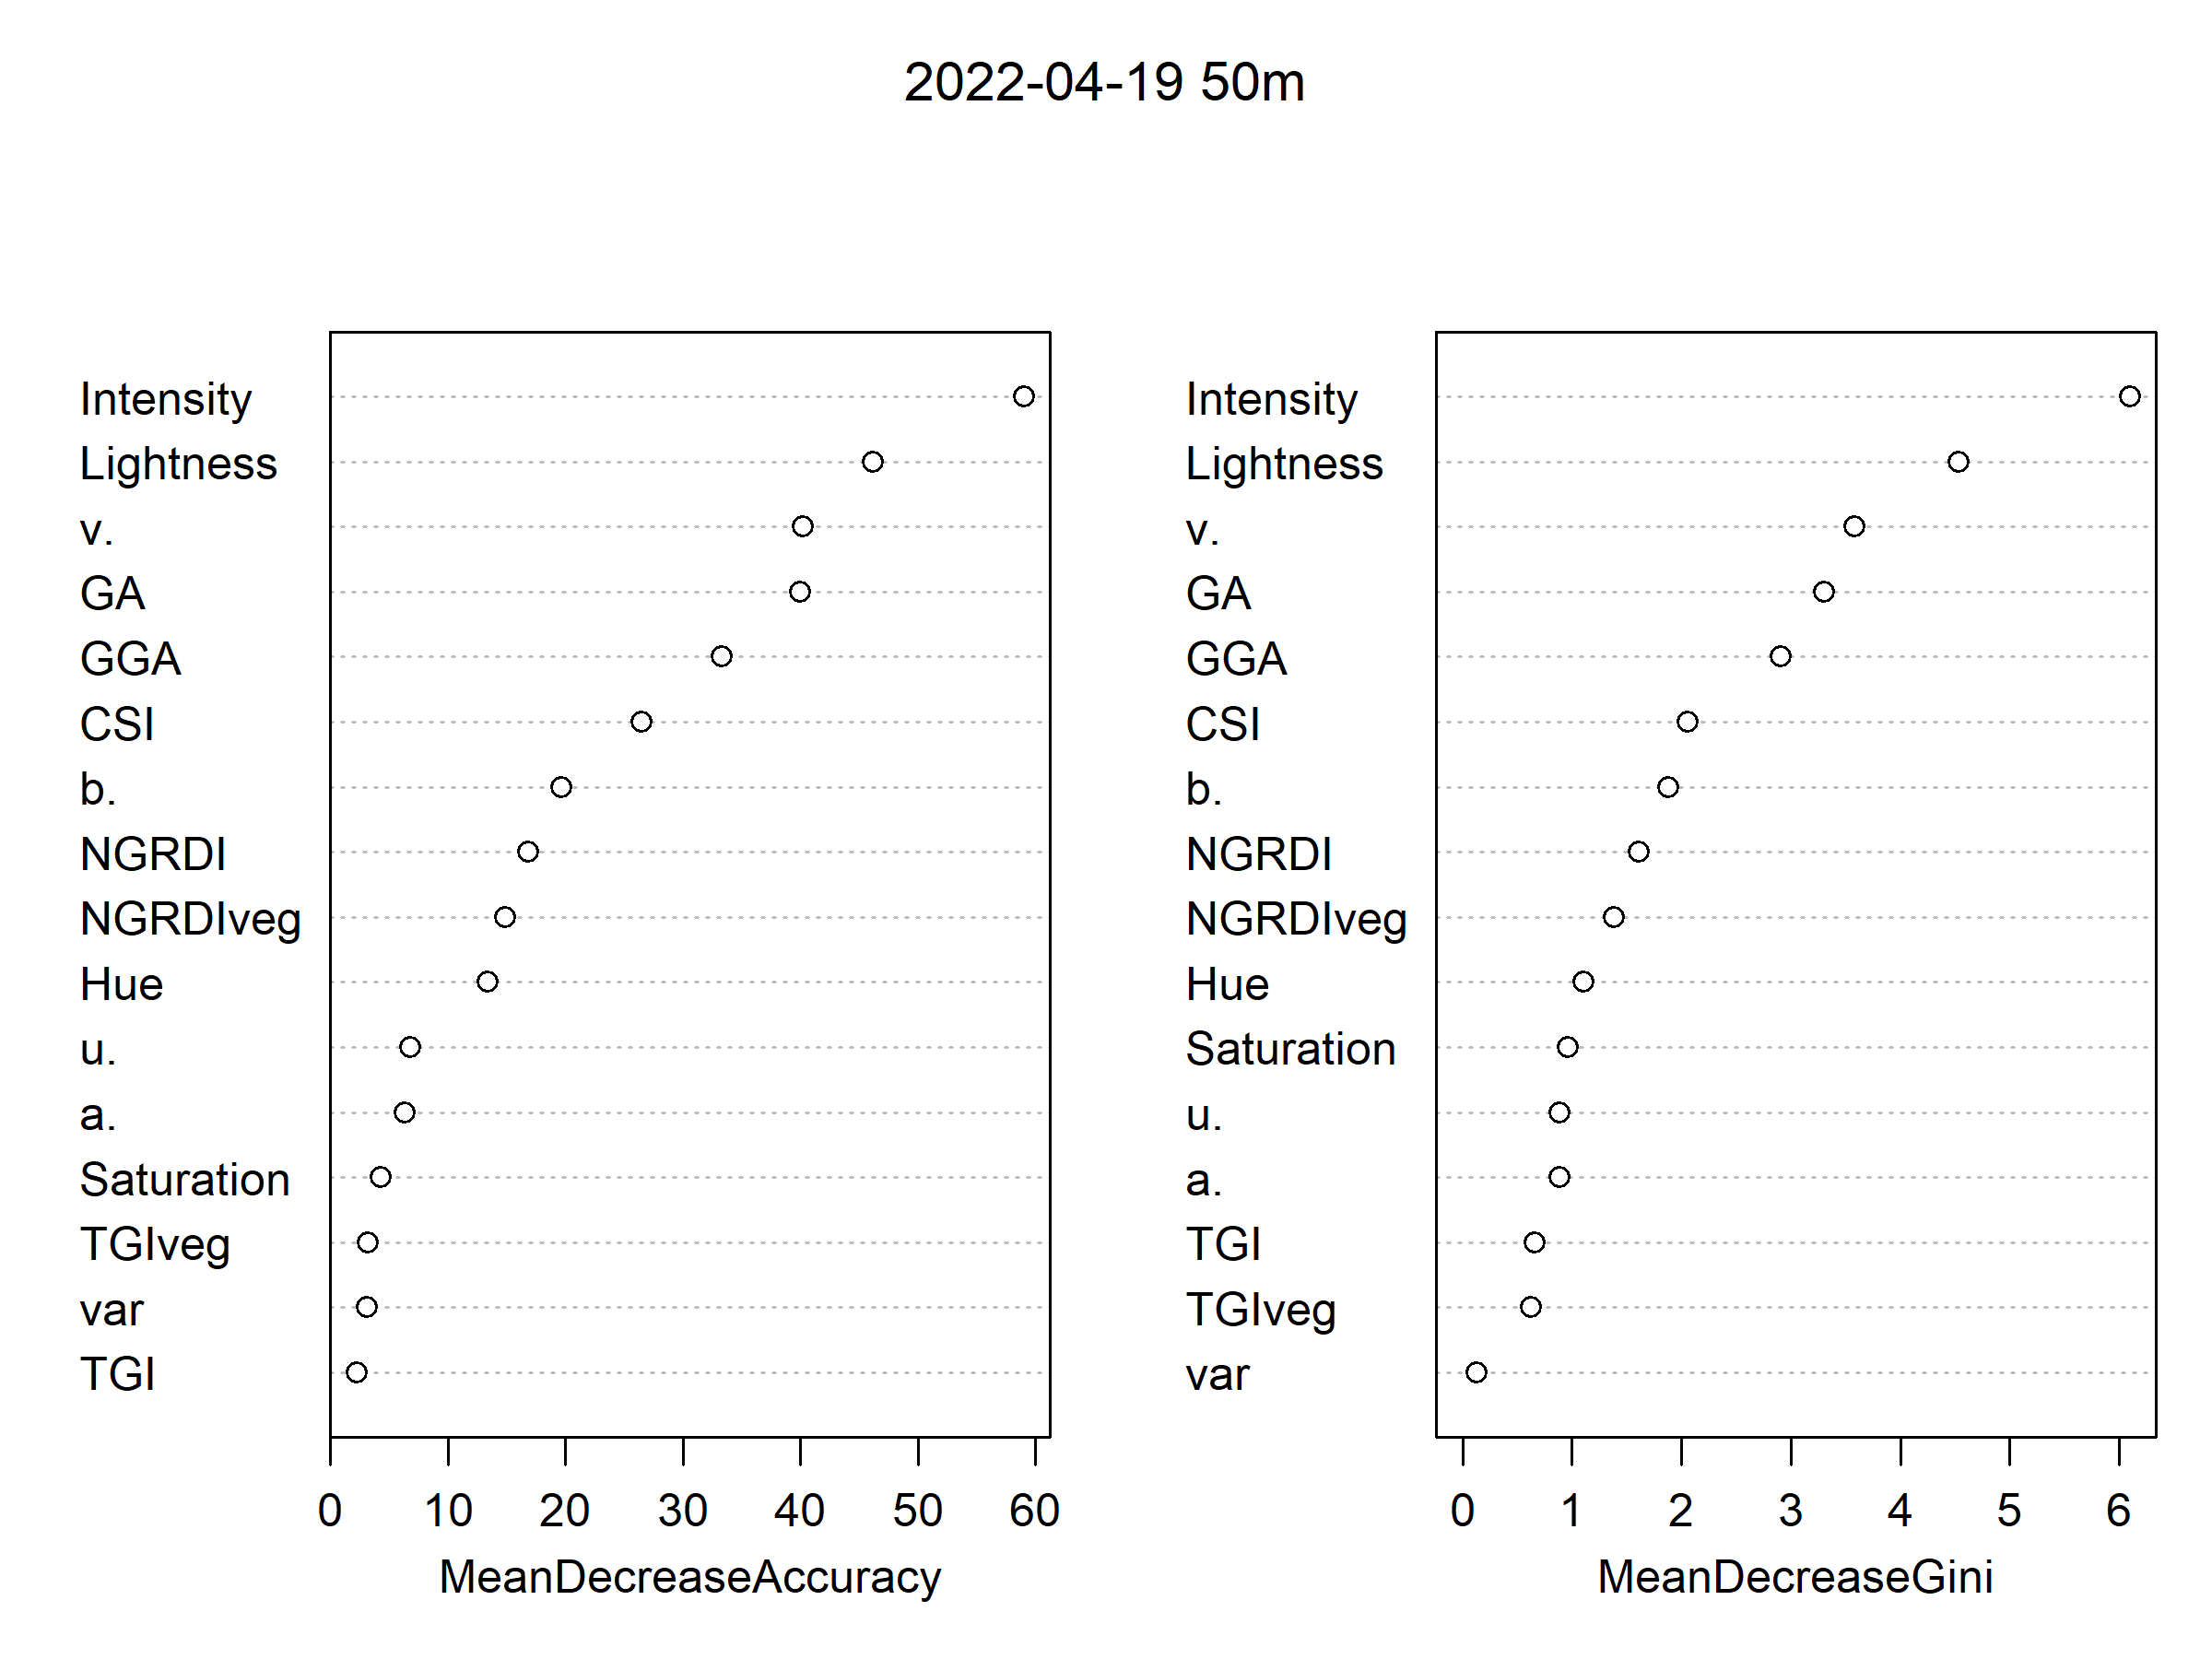 2022-04-19 50m
Intensity
Lightness
v.
GA
GGA
CSI
b.
NGRDI
NGRDIveg
Hue
u.
a.
Saturation
TGIveg
var
TGI
0 10 20 30 40 50 60
MeanDecreaseAccuracy
Intensity
Lightness
v.
GA
GGA
CSI
b.
NGRDI
NGRDIveg
Hue
Saturation
u.
a.
TGI
TGIveg
var
0 1 2 3 4 5 6
MeanDecreaseGini